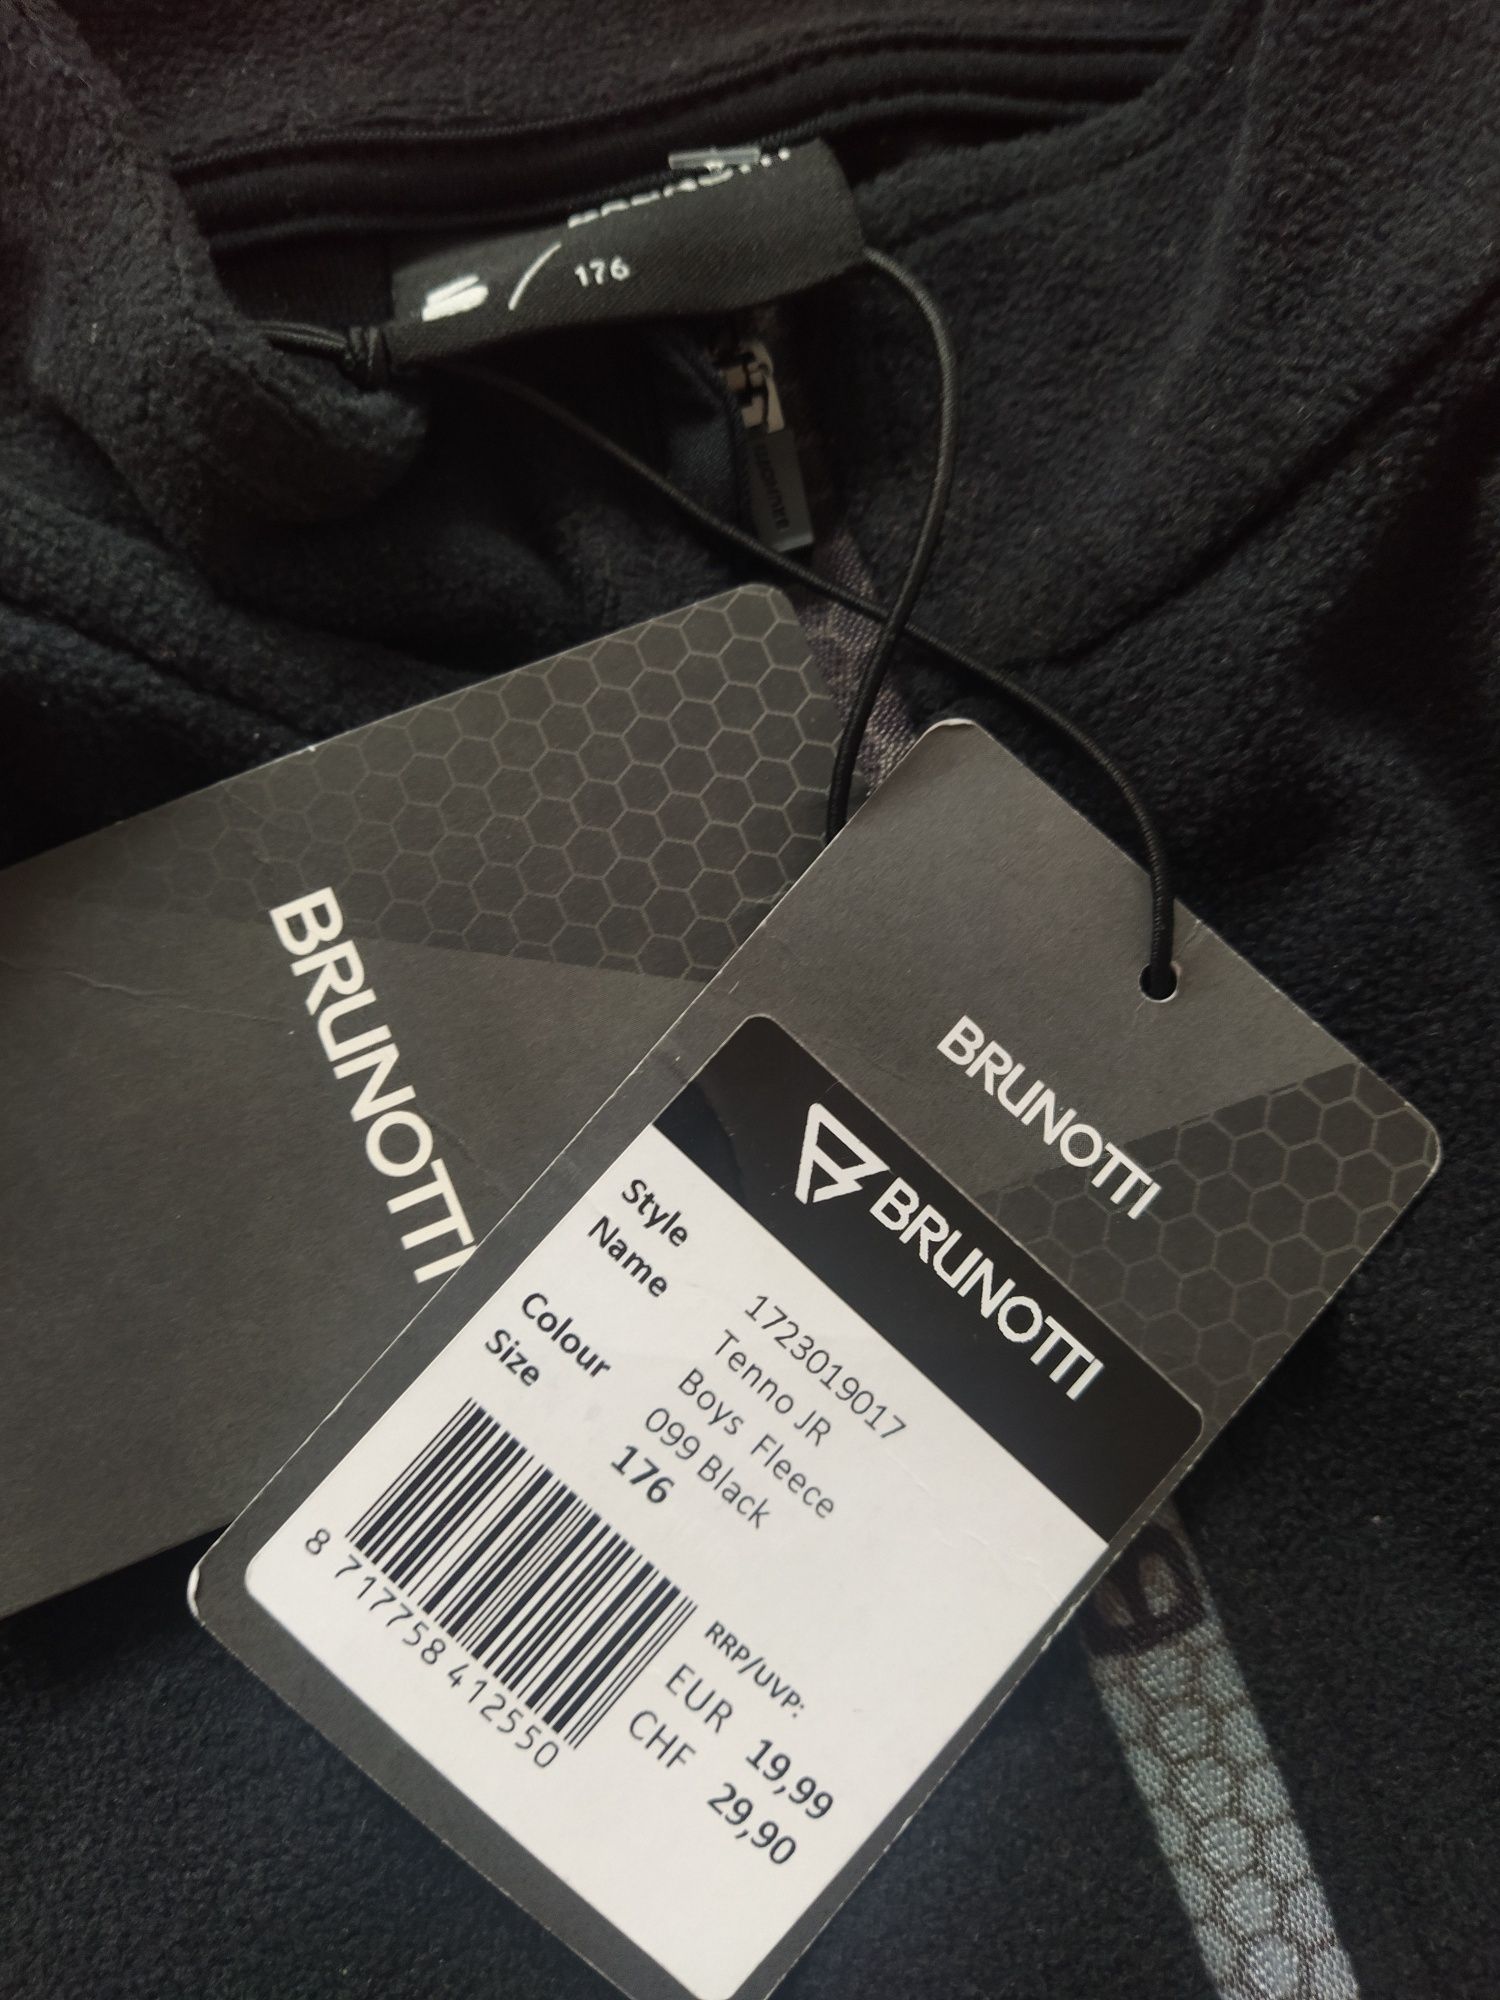 BRUNOTTI
176
BRUNOTTI
BRUNOTTI
BRUNOTTI
Style 1723019017
Name Tenno JR
Boys Fleece
Colour 099 Black
Size 176
8 717758 412550
RRP/UVP:
EUR 19,99
CHF 29,90